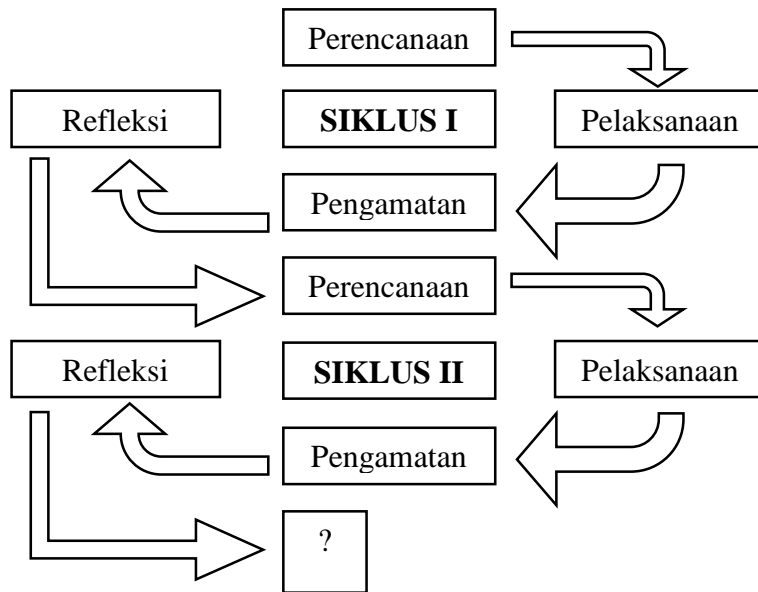 Perencanaan
Refleksi
SIKLUS I
Pelaksanaan
Pengamatan
Perencanaan
Refleksi
SIKLUS II
Pelaksanaan
Pengamatan
?